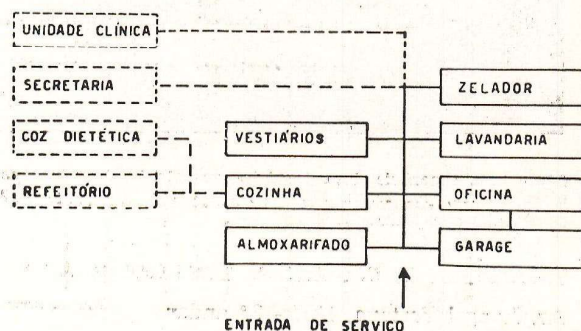 UNIDADE CLÍNICA
SECRETARIA
ZELADOR
COZ DIETÉTICA
VESTIÁRIOS
LAVANDARIA
REFEITÓRIO
COZINHA
OFICINA
ALMOXARIFADO
GARAGE
ENTRADA DE SERVIÇO